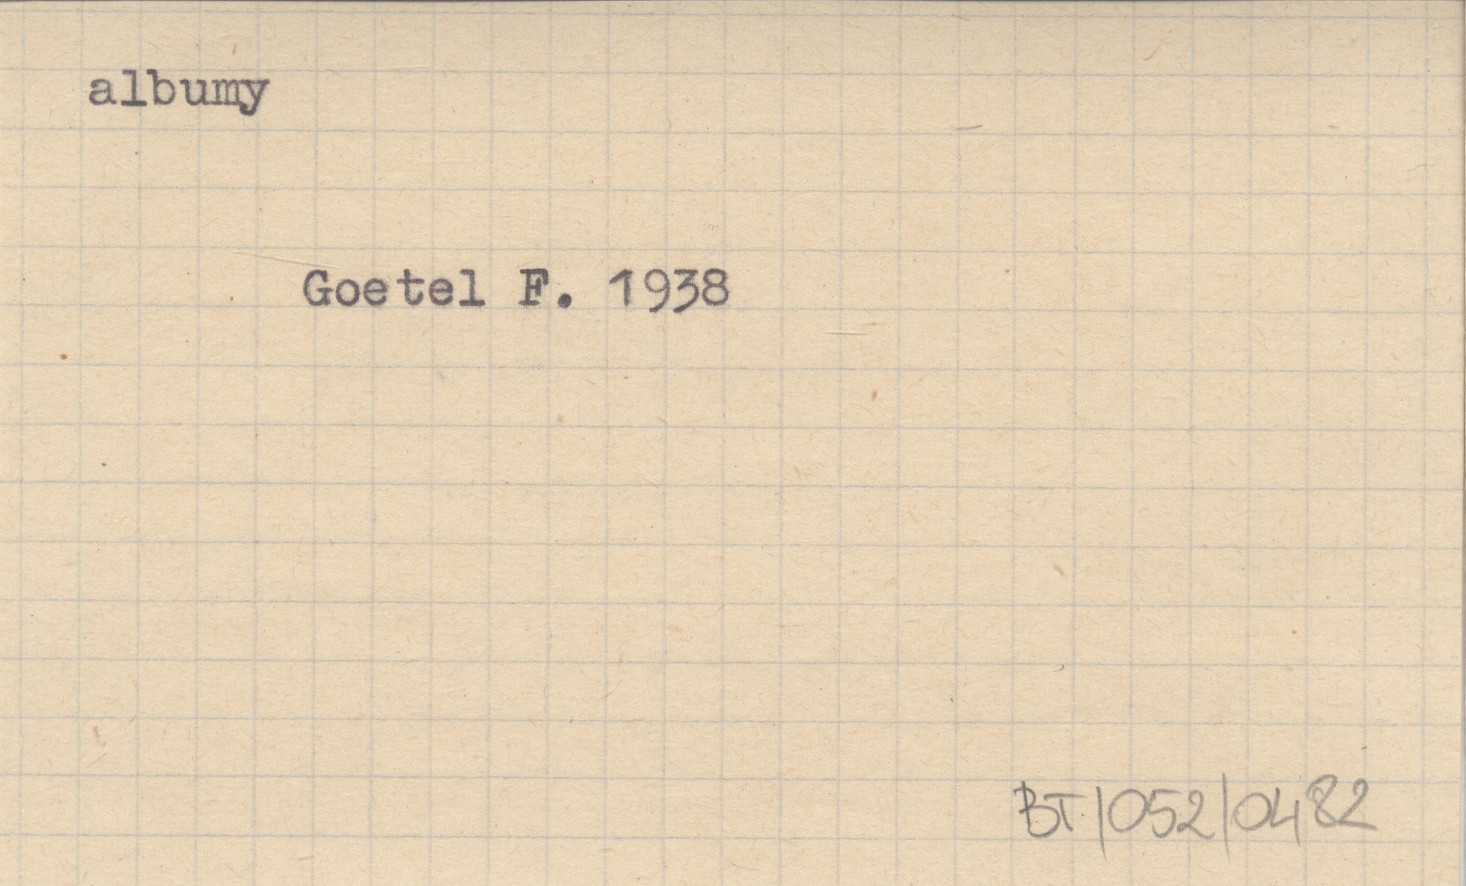 albumy
Goetel F. 1938
BT/052/0482